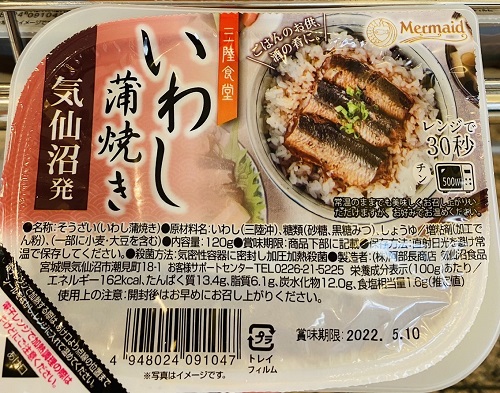 三陸食堂
いわし
蒲焼き
気仙沼発
ごはんのお供、
酒の肴に。
Mermaid
レンジで
30秒
チン
500W
常温のままでも美味しくお召し上がりい
ただけますが、お好みであたためてください。
●名称:そうざい(いわし蒲焼き)●原材料名:いわし(三陸沖)、糖類(砂糖、黒糖みつ)、しょうゆ/増粘剤(加工で
ん粉)、(一部に小麦・大豆を含む)●内容量:120g●賞味期限:商品下部に記載●保存方法:直射日光を避け常
温で保存してください。●殺菌方法:気密性容器に密封し加圧加熱殺菌●製造者:(株)阿部長商店 気仙沼食品
宮城県気仙沼市潮見町18-1 お客様サポートセンターTEL.0226-21-5225 栄養成分表示(100gあたり)/
エネルギー162kcal、たんぱく質13.4g、脂質6.1g、炭水化物12.0g、食塩相当量1.6g(推定値)
使用上の注意:開封後はお早めにお召し上がりください。
4 948024 091047
プラ
トレイ
フィルム
賞味期限: 2022. 5.10
※写真はイメージです。